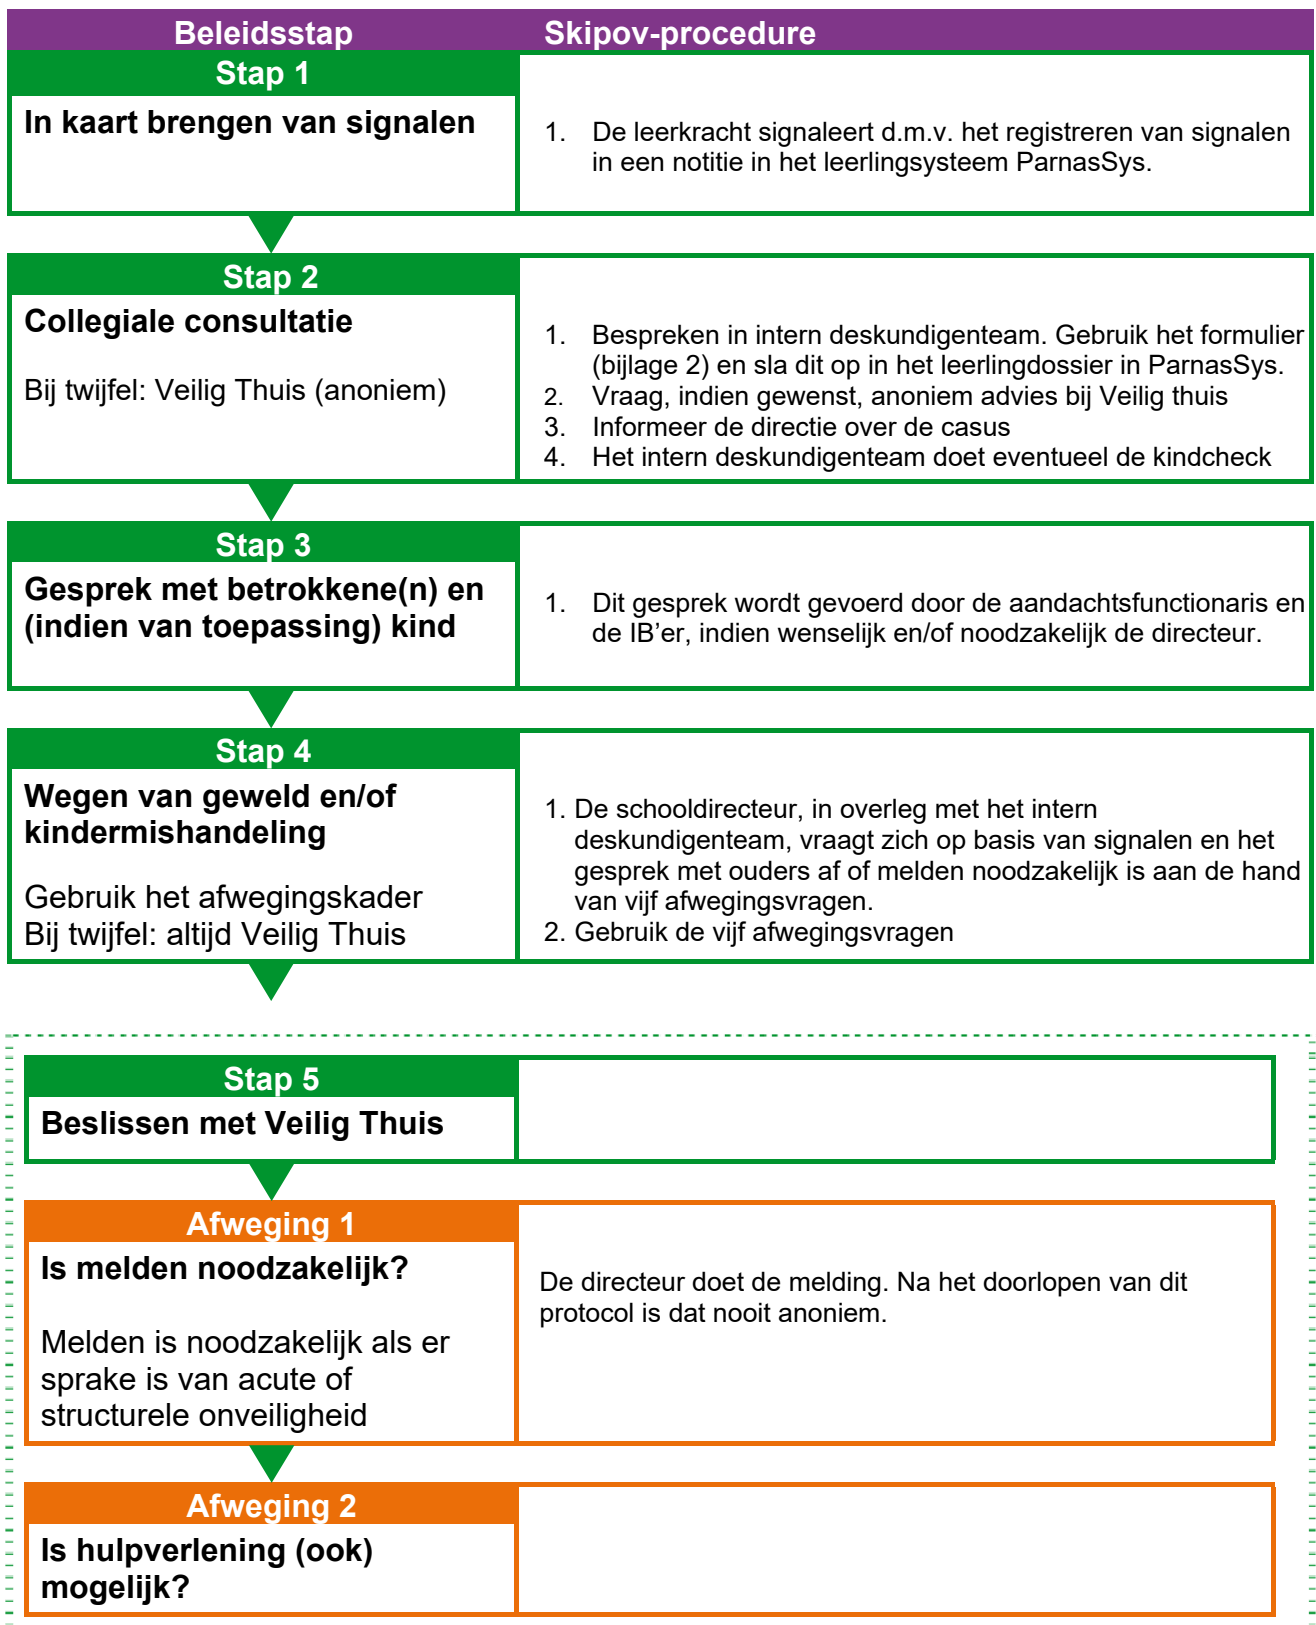 Beleidsstap Skipov-procedure
Stap 1
In kaart brengen van signalen
1. De leerkracht signaleert d.m.v. het registreren van signalen
in een notitie in het leerlingsysteem ParnasSys.
Stap 2
Collegiale consultatie
Bij twijfel: Veilig Thuis (anoniem)
1. Bespreken in intern deskundigenteam. Gebruik het formulier
(bijlage 2) en sla dit op in het leerlingdossier in ParnasSys.
2. Vraag, indien gewenst, anoniem advies bij Veilig thuis
3. Informeer de directie over de casus
4. Het intern deskundigenteam doet eventueel de kindcheck
Stap 3
Gesprek met betrokkene(n) en
(indien van toepassing) kind
1. Dit gesprek wordt gevoerd door de aandachtsfunctionaris en
de IB’er, indien wenselijk en/of noodzakelijk de directeur.
Stap 4
Wegen van geweld en/of
kindermishandeling
Gebruik het afwegingskader
Bij twijfel: altijd Veilig Thuis
1. De schooldirecteur, in overleg met het intern
deskundigenteam, vraagt zich op basis van signalen en het
gesprek met ouders af of melden noodzakelijk is aan de hand
van vijf afwegingsvragen.
2. Gebruik de vijf afwegingsvragen
Stap 5
Beslissen met Veilig Thuis
Afweging 1
Is melden noodzakelijk?
Melden is noodzakelijk als er
sprake is van acute of
structurele onveiligheid
De directeur doet de melding. Na het doorlopen van dit
protocol is dat nooit anoniem.
Afweging 2
Is hulpverlening (ook)
mogelijk?